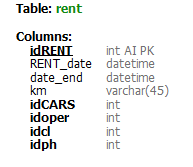 Table: rent
Columns:
idRENT int AI PK
RENT_date datetime
date_end datetime
km varchar(45)
idCARS int
idoper int
idcl int
idph int